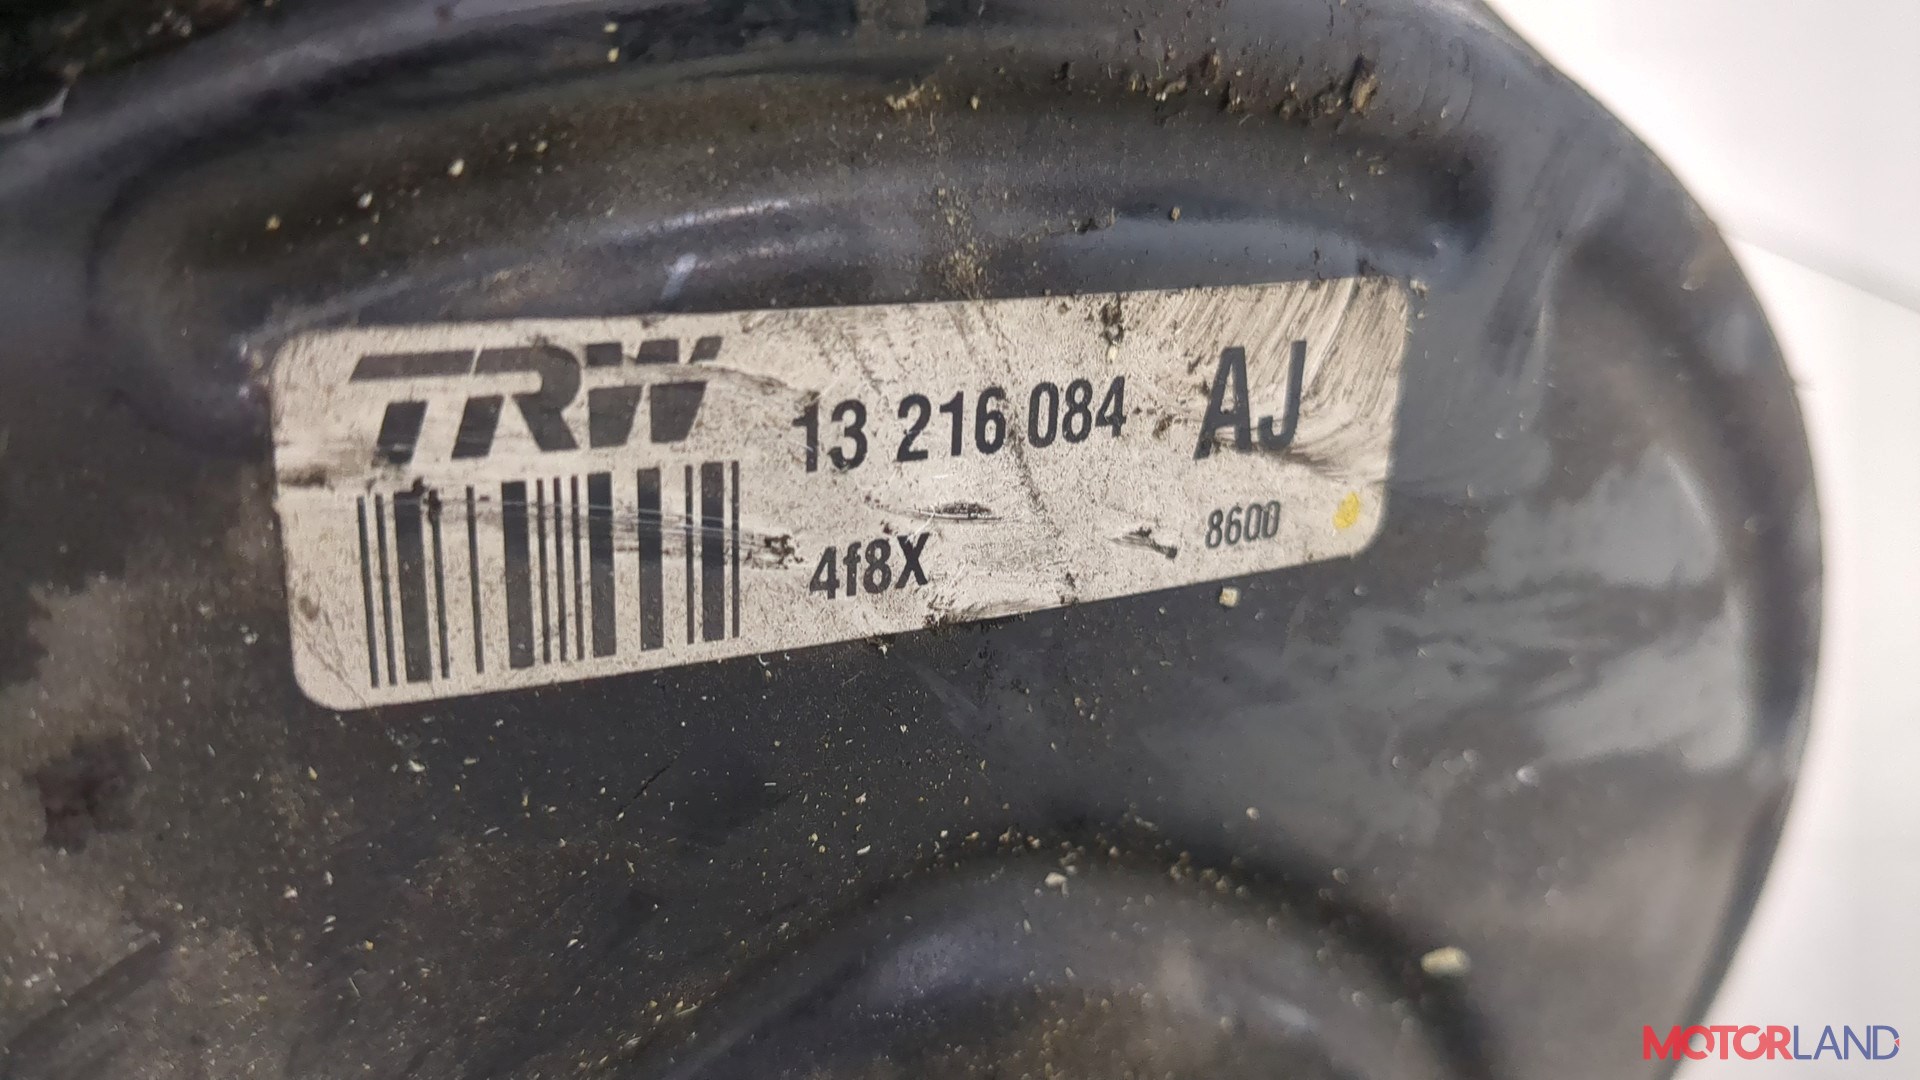 TRW 13 216 084 AJ
4f8X 8600
MOTORLAND